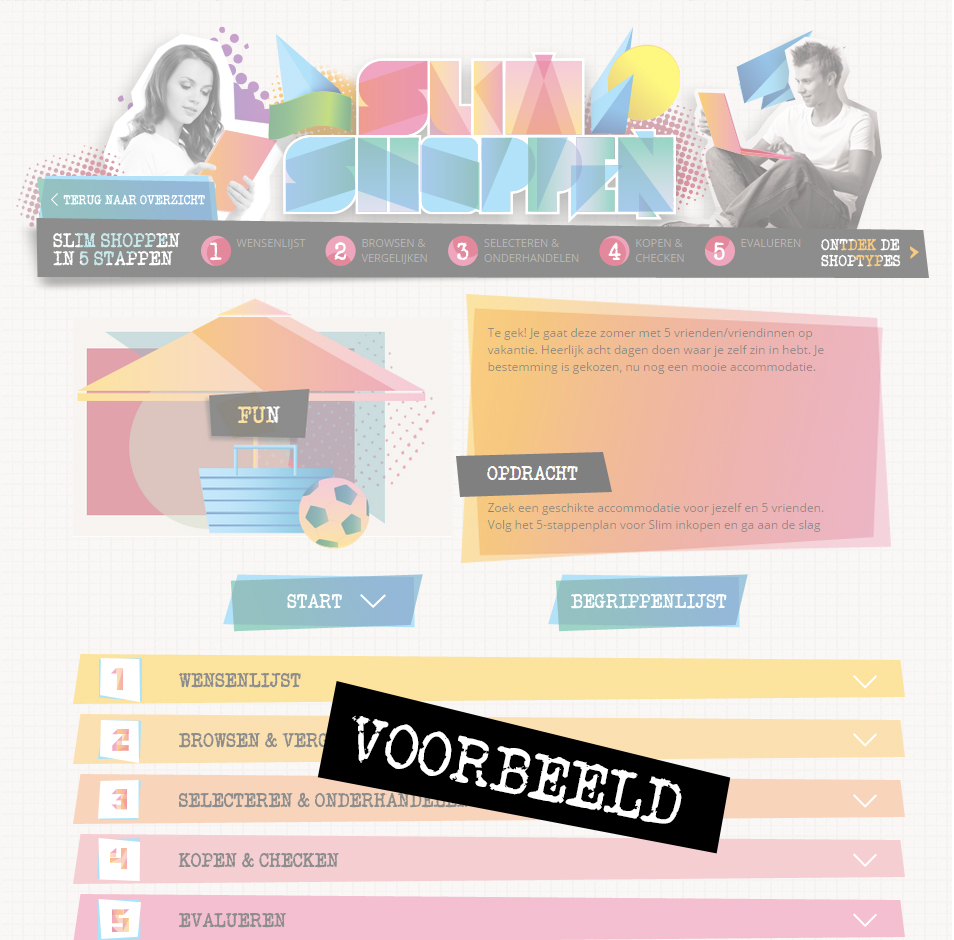 SLIM
SHOPPEN
TERUG NAAR OVERZICHT
SLIM SHOPPEN
IN 5 STAPPEN
1 WENSENLIJST
2 BROWSEN &
VERGELIJKEN
3 SELECTEREN &
ONDERHANDELEN
4 KOPEN &
CHECKEN
5 EVALUEREN
ONTDEK DE
SHOPTYPES
FUN
Te gek! Je gaat deze zomer met 5 vrienden/vriendinnen op
vakantie. Heerlijk acht dagen doen waar je zelf zin in hebt. Je
bestemming is gekozen, nu nog een mooie accommodatie.
OPDRACHT
Zoek een geschikte accommodatie voor jezelf en 5 vrienden.
Volg het 5-stappenplan voor Slim inkopen en ga aan de slag
START
BEGRIPPENLIJST
1 WENSENLIJST
2 BROWSEN & VERG
VOORBEELD
3 SELECTEREN & ONDERHANDELEN
4 KOPEN & CHECKEN
5 EVALUEREN